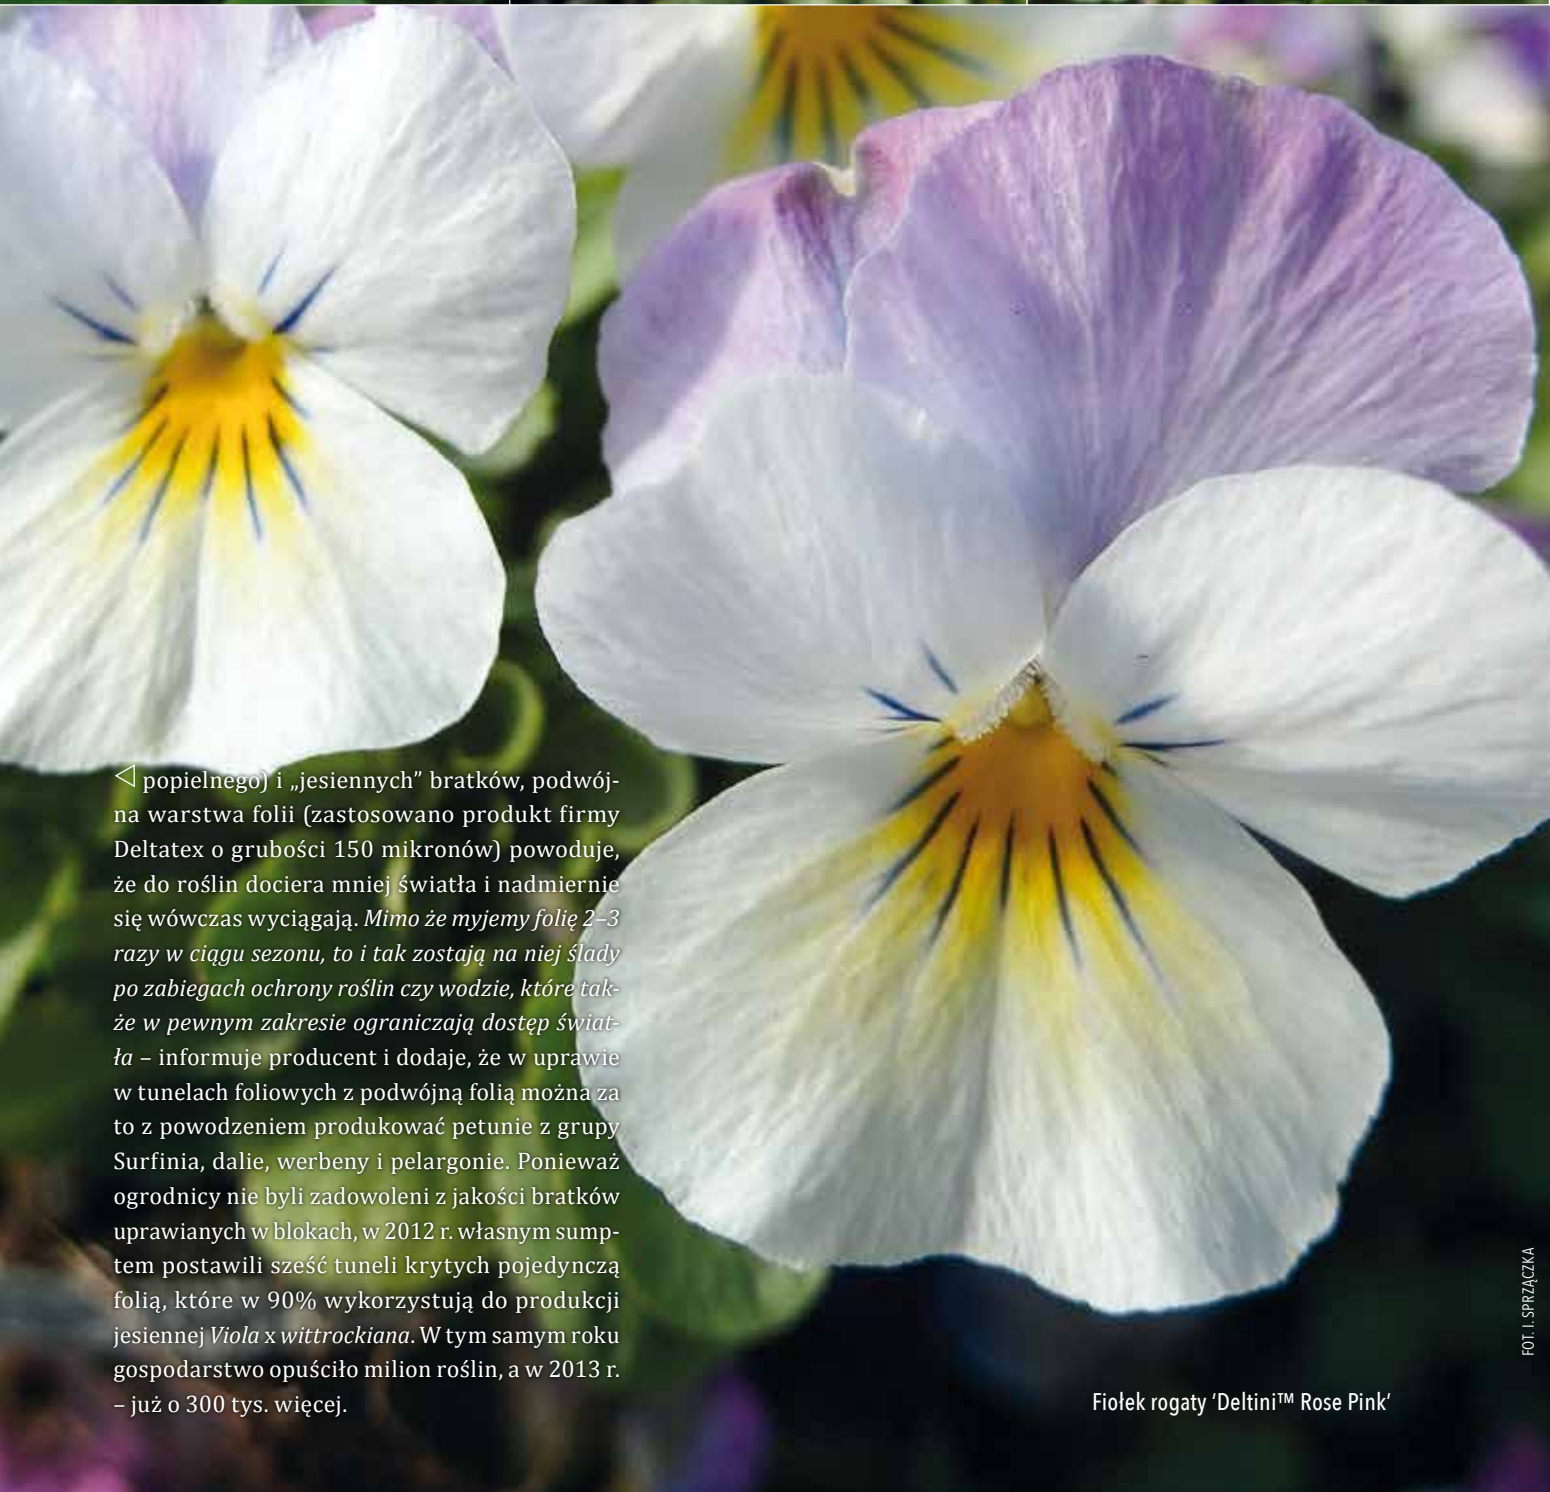 ◁ popielnego) i „jesiennych” bratków, podwój-
na warstwa folii (zastosowano produkt firmy
Deltatex o grubości 150 mikronów) powoduje,
że do roślin dociera mniej światła i nadmiernie
się wówczas wyciągają. Mimo że myjemy folię 2–3
razy w ciągu sezonu, to i tak zostają na niej ślady
po zabiegach ochrony roślin czy wodzie, które tak-
że w pewnym zakresie ograniczają dostęp świat-
ła – informuje producent i dodaje, że w uprawie
w tunelach foliowych z podwójną folią można za
to z powodzeniem produkować petunie z grupy
Surfinia, dalie, werbeny i pelargonie. Ponieważ
ogrodnicy nie byli zadowoleni z jakości bratków
uprawianych w blokach, w 2012 r. własnym sump-
tem postawili sześć tuneli krytych pojedynczą
folią, które w 90% wykorzystują do produkcji
jesiennej Viola x wittrockiana. W tym samym roku
gospodarstwo opuściło milion roślin, a w 2013 r.
– już o 300 tys. więcej.
Fiołek rogaty ‘Deltini™ Rose Pink’
FOT. I. SPRZĄCZKA